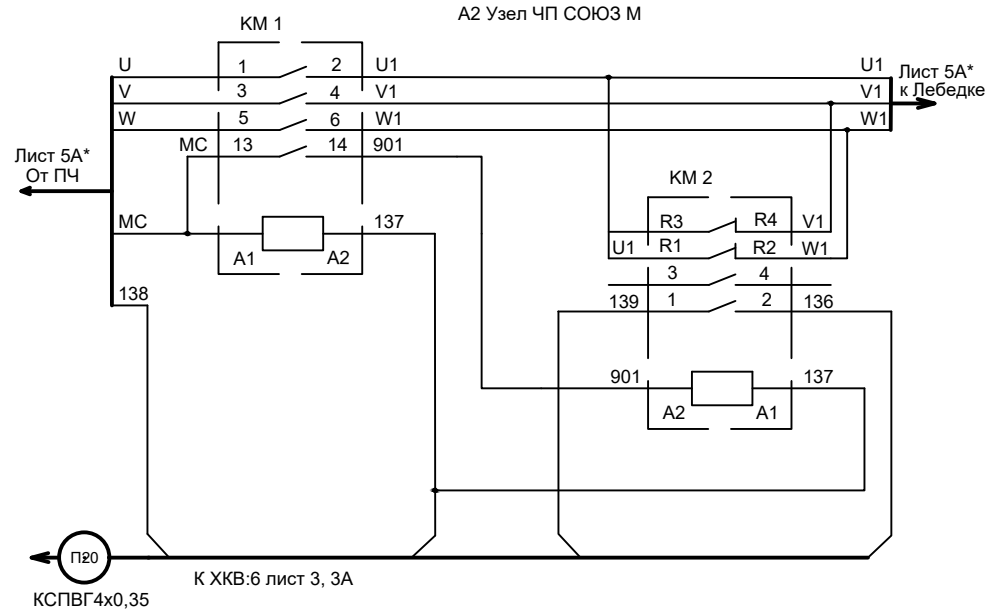 А2 Узел ЧП СОЮЗ М
КМ 1
U 1 2 U1 U1
V 3 4 V1 V1
W 5 6 W1 W1
Лист 5А*
к Лебедке
МС 13 14 901
Лист 5А*
От ПЧ
КМ 2
МС 137
R3 R4 V1
U1 R1 R2 W1
А1 А2
3 4
138
139 1 2 136
901 137
А2 А1
К ХКВ:6 лист 3, 3А
КСПВГ4х0,35